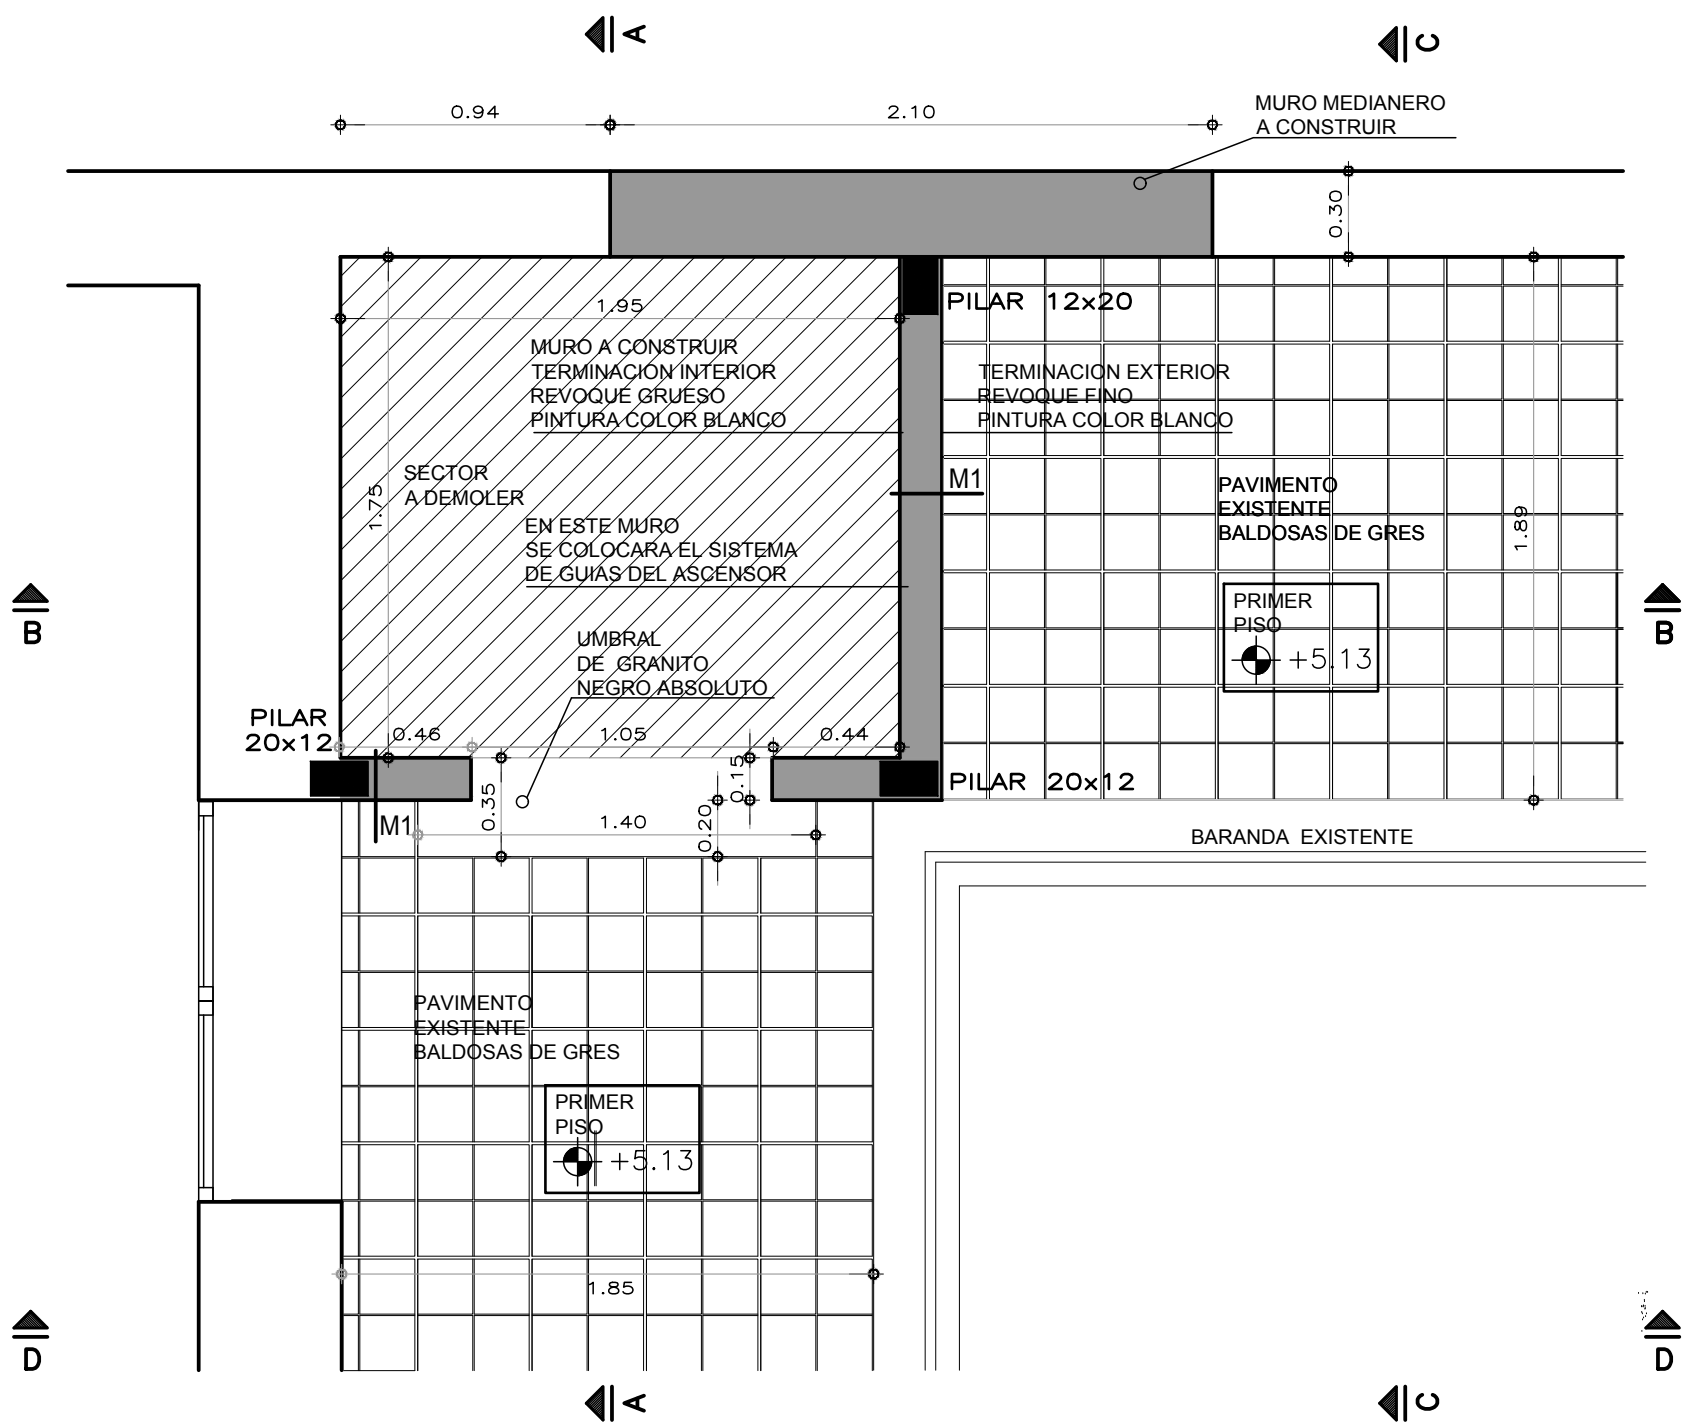 A
C
0.94
2.10
MURO MEDIANERO
A CONSTRUIR
0.30
1.95
PILAR 12x20
MURO A CONSTRUIR
TERMINACION INTERIOR
REVOQUE GRUESO
PINTURA COLOR BLANCO
TERMINACION EXTERIOR
REVOQUE FINO
PINTURA COLOR BLANCO
SECTOR
A DEMOLER
1.75
M1
PAVIMENTO
EXISTENTE
BALDOSAS DE GRES
1.89
EN ESTE MURO
SE COLOCARA EL SISTEMA
DE GUIAS DEL ASCENSOR
B
PRIMER
PISO
+5.13
B
UMBRAL
DE GRANITO
NEGRO ABSOLUTO
PILAR
20x12
0.46
1.05
0.44
0.15
0.35
0.20
PILAR 20x12
M1
1.40
BARANDA EXISTENTE
PAVIMENTO
EXISTENTE
BALDOSAS DE GRES
PRIMER
PISO
+5.13
1.85
D
D
A
C